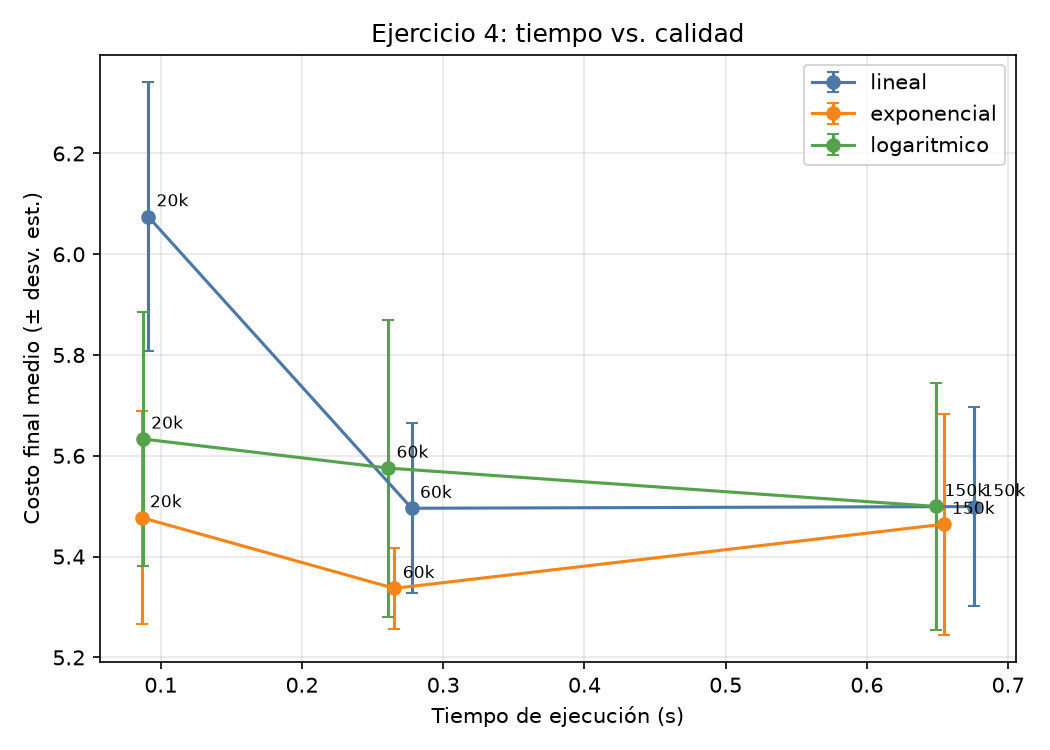 Ejercicio 4: tiempo vs. calidad
lineal
exponencial
logaritmico
Costo final medio (± desv. est.)
6.2
6.0
5.8
5.6
5.4
5.2
20k
20k
20k
60k
60k
60k
150k
150k
150k
0.1
0.2
0.3
0.4
0.5
0.6
0.7
Tiempo de ejecución (s)